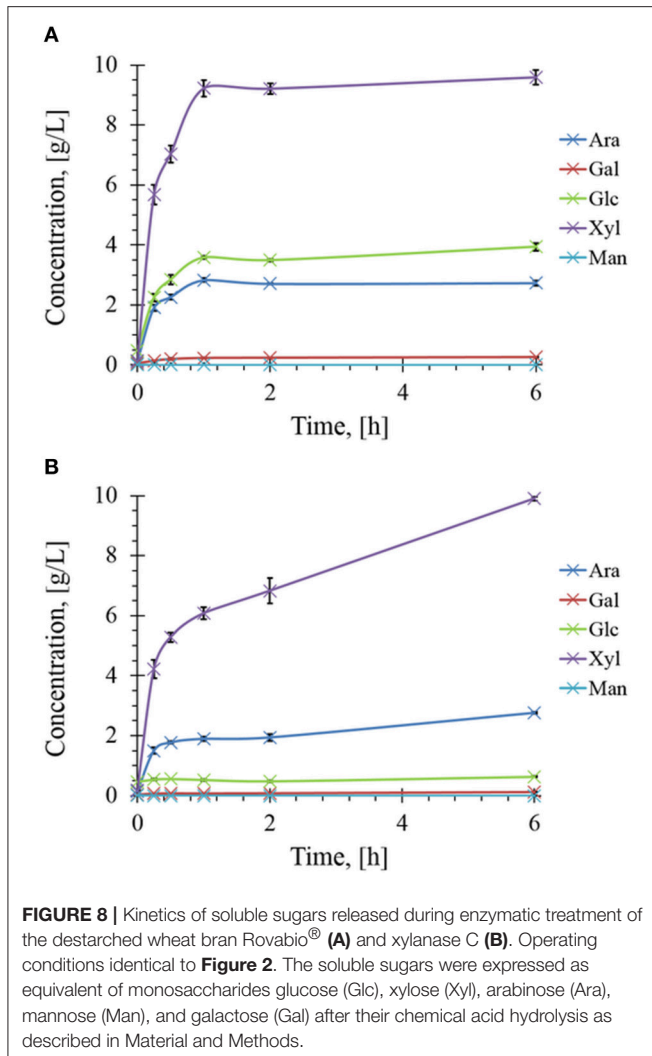 A
Concentration, [g/L]
10
8
6
4
2
0
0 2 4 6
Time, [h]
Ara
Gal
Glc
Xyl
Man
B
Concentration, [g/L]
10
8
6
4
2
0
0 2 4 6
Time, [h]
Ara
Gal
Glc
Xyl
Man
FIGURE 8 | Kinetics of soluble sugars released during enzymatic treatment of
the destarched wheat bran Rovabio® (A) and xylanase C (B). Operating
conditions identical to Figure 2. The soluble sugars were expressed as
equivalent of monosaccharides glucose (Glc), xylose (Xyl), arabinose (Ara),
mannose (Man), and galactose (Gal) after their chemical acid hydrolysis as
described in Material and Methods.